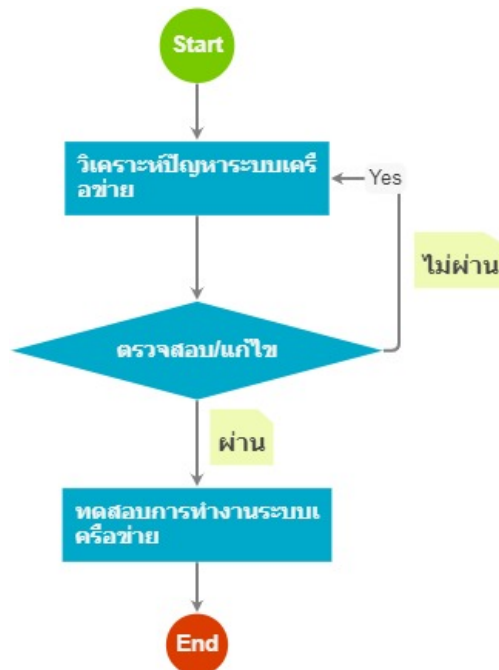 Start
วิเคราะห์ปัญหาระบบเครื
อข่าย
Yes
ไม่ผ่าน
ตรวจสอบ/แก้ไข
ผ่าน
ทดสอบการทำงานระบบเ
ครือข่าย
End